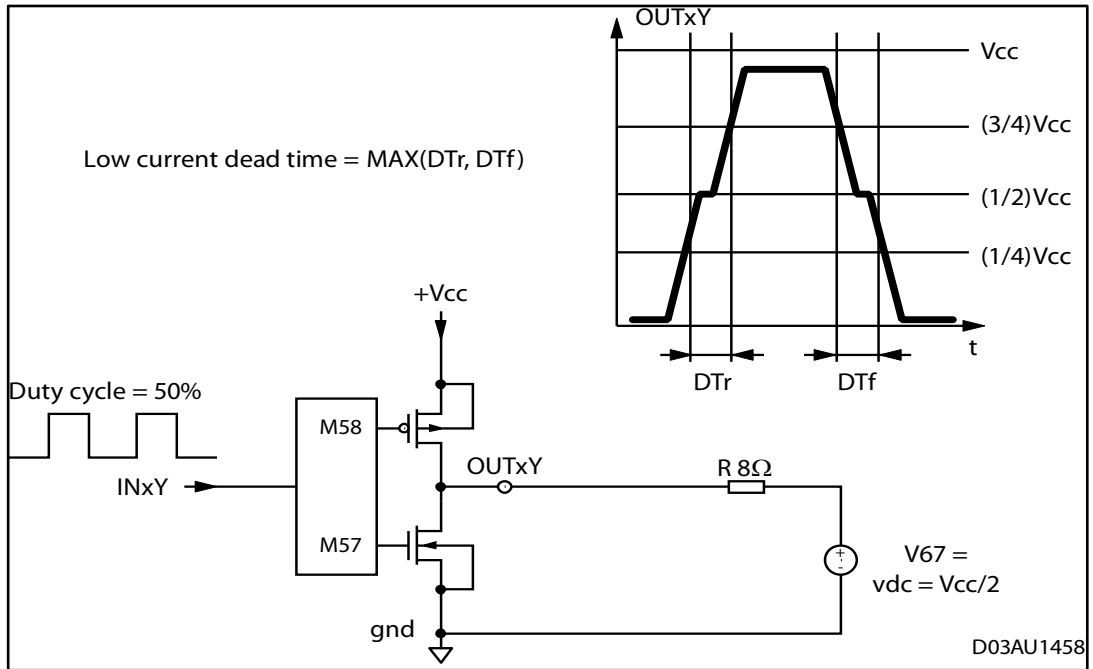 OUTxY
Vcc
(3/4)Vcc
Low current dead time = MAX(DTr, DTf)
(1/2)Vcc
(1/4)Vcc
+Vcc
t
DTr
DTf
Duty cycle = 50%
M58
OUTxY
R 8Ω
INxY
M57
+
-
V67 =
vdc = Vcc/2
gnd
D03AU1458